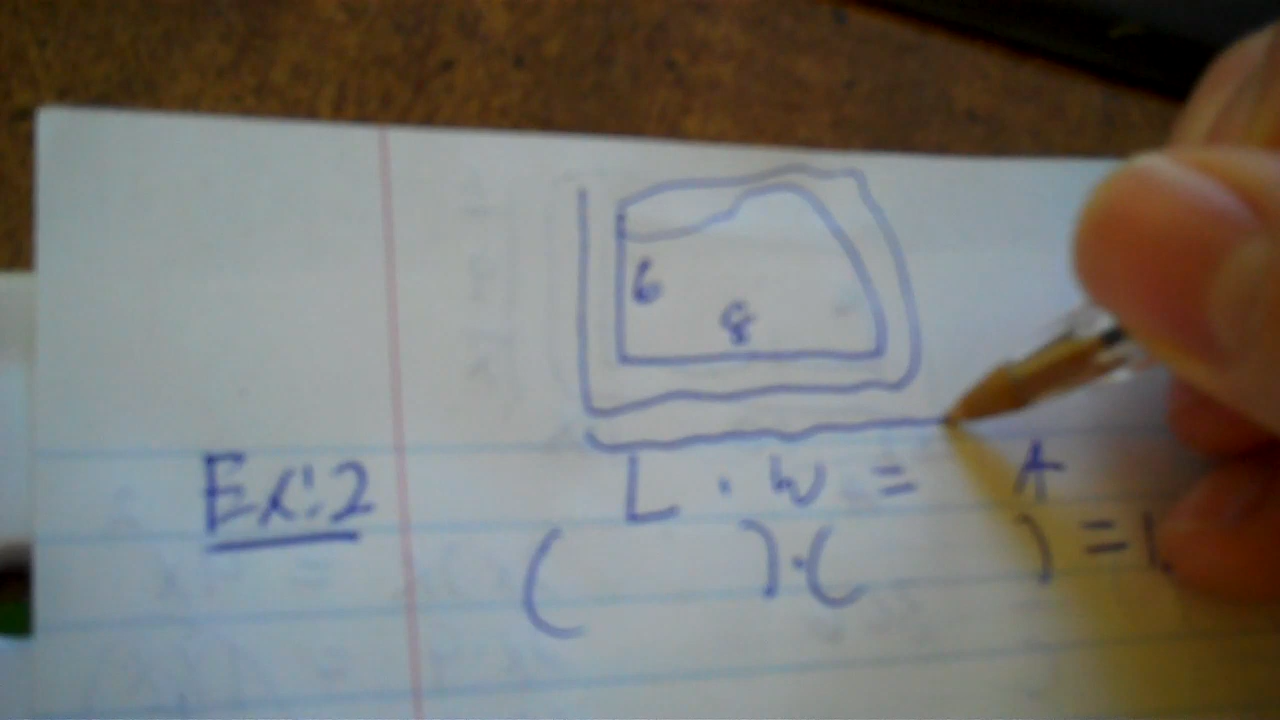 6
8
Ex:2
L · W = A
( ) · ( ) =